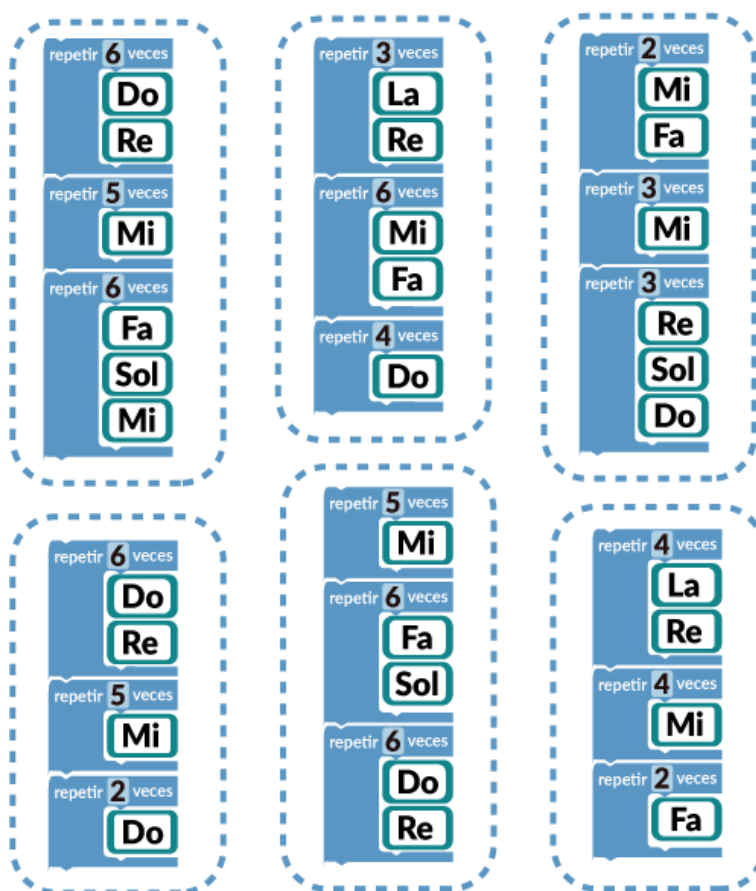 repetir 6 veces
Do
Re
repetir 5 veces
Mi
repetir 6 veces
Fa
Sol
Mi
repetir 3 veces
La
Re
repetir 6 veces
Mi
Fa
repetir 4 veces
Do
repetir 2 veces
Mi
Fa
repetir 3 veces
Mi
repetir 3 veces
Re
Sol
Do
repetir 6 veces
Do
Re
repetir 5 veces
Mi
repetir 2 veces
Do
repetir 5 veces
Mi
repetir 6 veces
Fa
Sol
repetir 6 veces
Do
Re
repetir 4 veces
La
Re
repetir 4 veces
Mi
repetir 2 veces
Fa